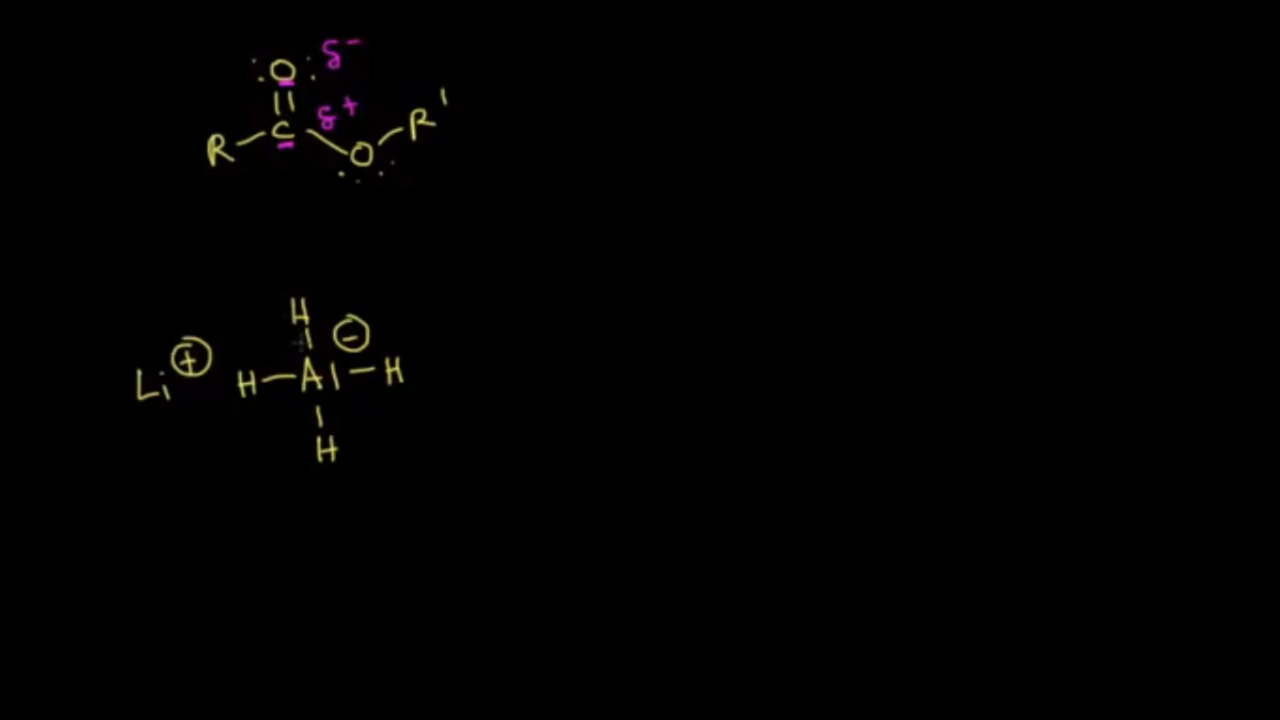 O δ-
C δ+
R O R'
H
Li + H Al - H
H